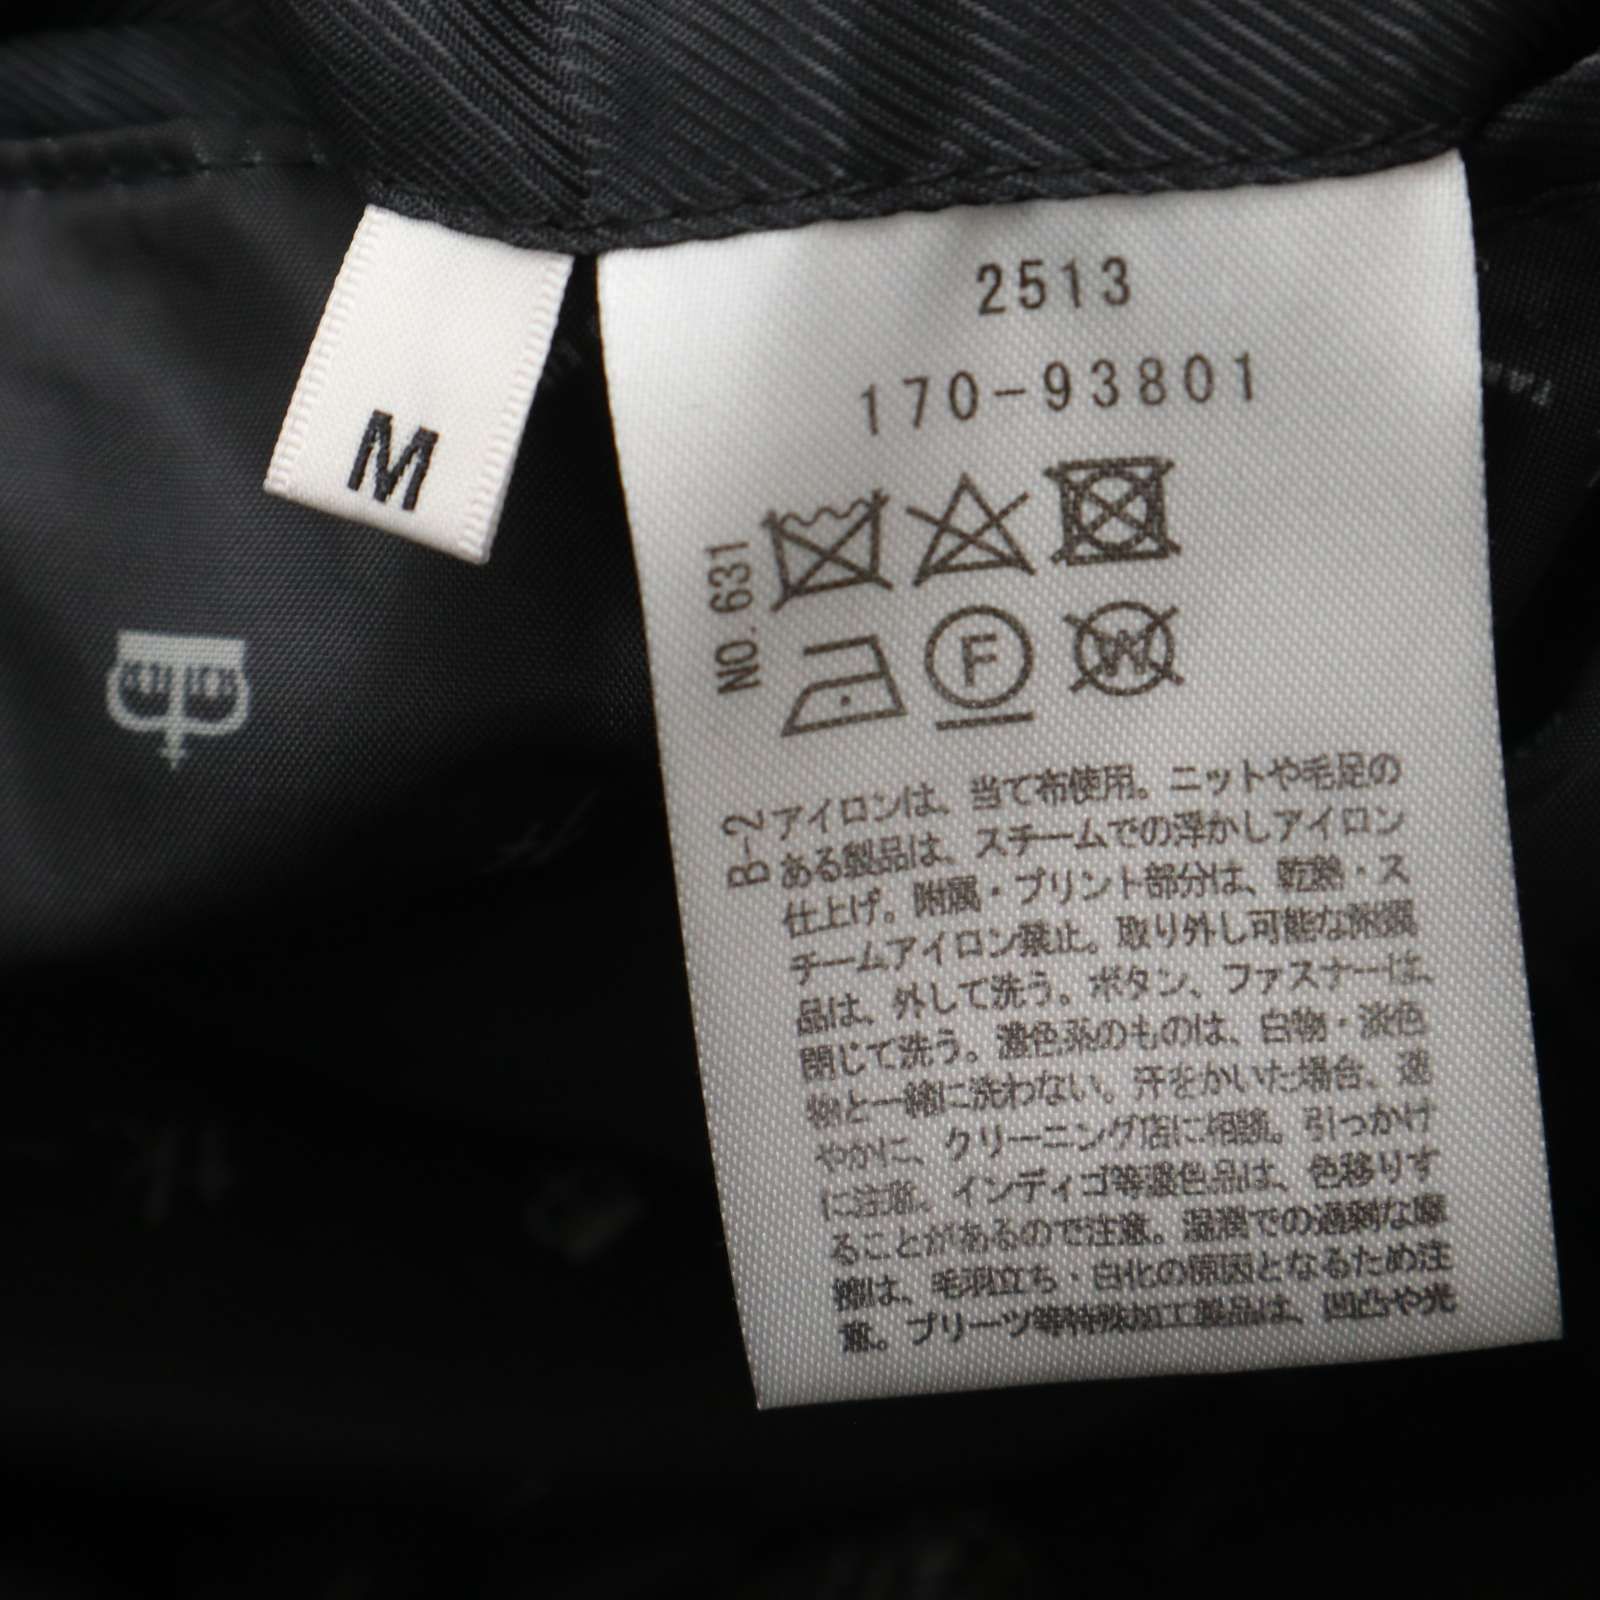 M
2513
170-93801
NO.631
F
W
B-2
アイロンは、当て布使用。ニットや毛足の
ある製品は、スチームでの浮かしアイロン
仕上げ。附属・プリント部分は、乾熱・ス
チームアイロン禁止。取り外し可能な附属
品は、外して洗う。ボタン、ファスナーは、
閉じて洗う。濃色系のものは、白物・淡色
物と一緒に洗わない。汗をかいた場合、速
やかに、クリーニング店に相談。引っかけ
に注意。インディゴ等濃色品は、色移りす
ることがあるので注意。湿潤での過剰な摩
擦は、毛羽立ち・白化の原因となるため注
意。プリーツ等特殊加工製品は、凹凸や光